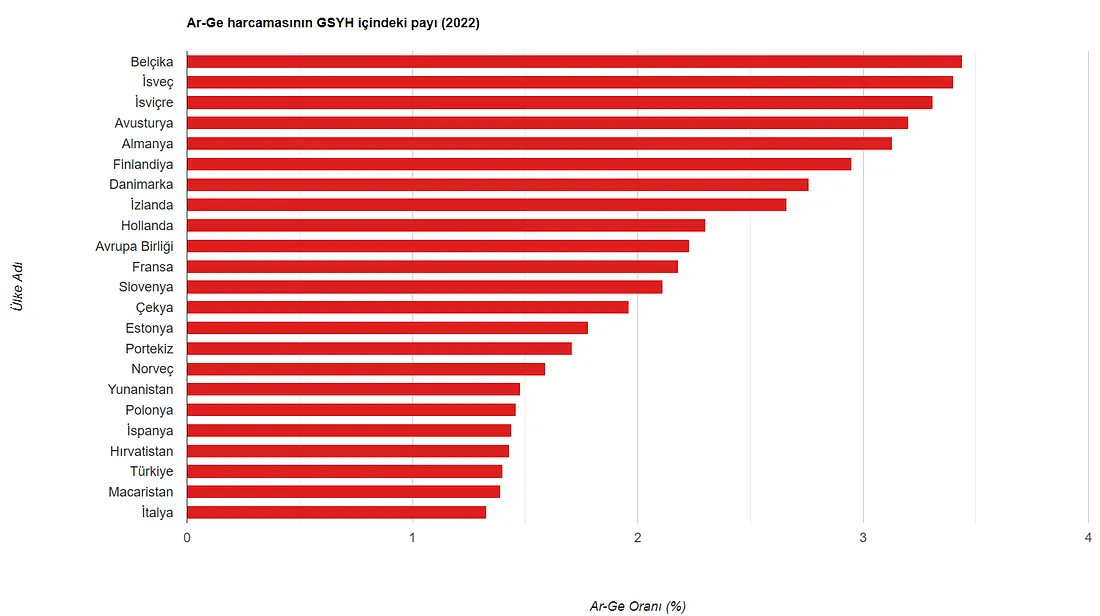 Ar-Ge harcamasının GSYH içindeki payı (2022)
Belçika
İsveç
İsviçre
Avusturya
Almanya
Finlandiya
Danimarka
İzlanda
Hollanda
Avrupa Birliği
Fransa
Slovenya
Çekya
Estonya
Portekiz
Norveç
Yunanistan
Polonya
İspanya
Hırvatistan
Türkiye
Macaristan
İtalya
Ülke Adı
0 1 2 3 4
Ar-Ge Oranı (%)